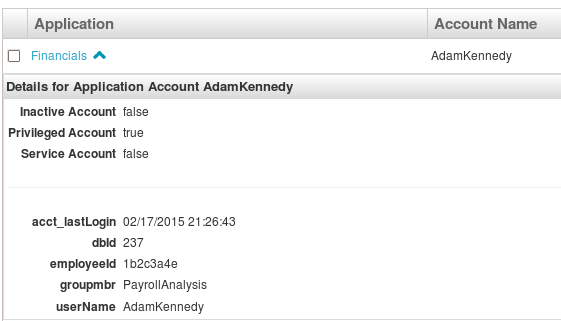 Application Account Name
Financials AdamKennedy
Details for Application Account AdamKennedy
Inactive Account false
Privileged Account true
Service Account false
acct_lastLogin 02/17/2015 21:26:43
dbId 237
employeeId 1b2c3a4e
groupmbr PayrollAnalysis
userName AdamKennedy